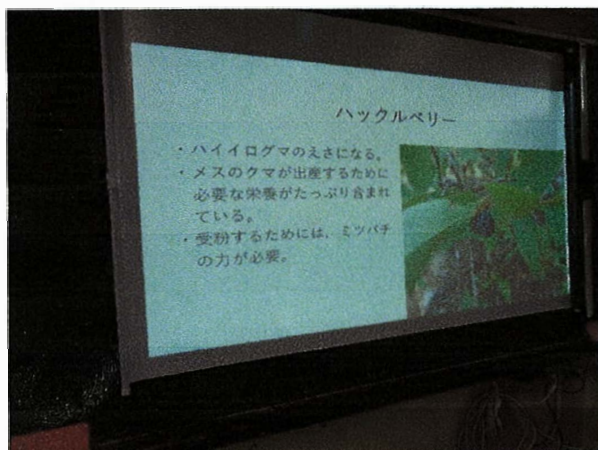 ハックルベリー
・ハイイログマのえさになる。
・メスのクマが出産するために
必要な栄養がたっぷり含まれ
ている。
・受粉するためには、ミツバチ
の力が必要。